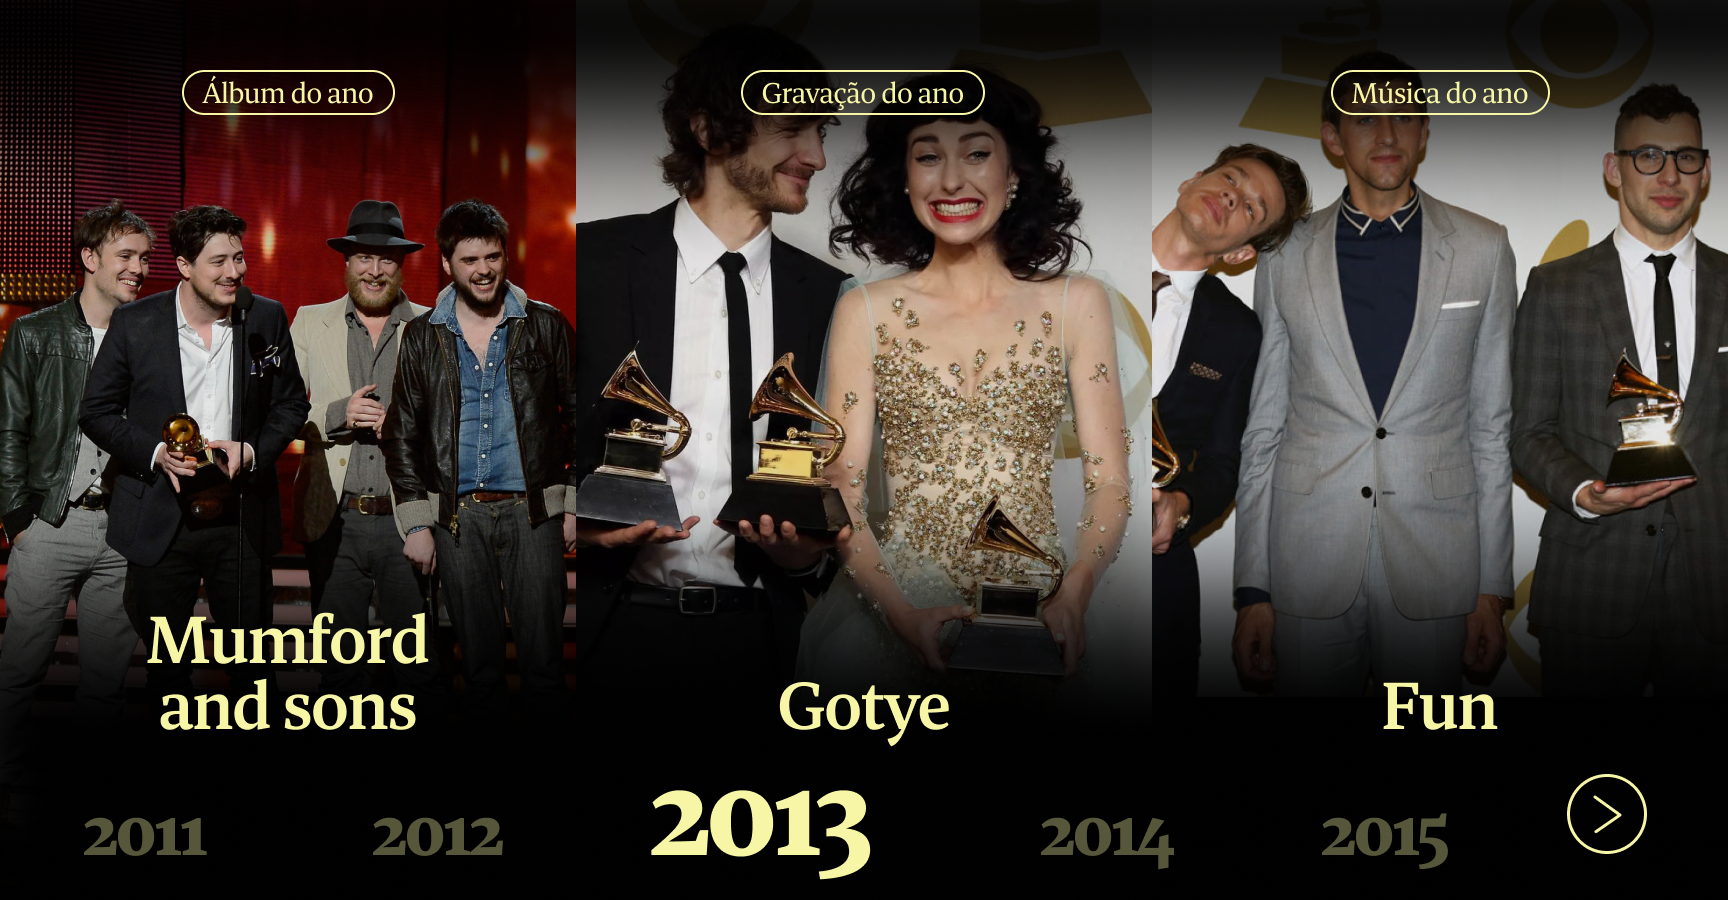 Álbum do ano
Gravação do ano
Música do ano
Mumford
and sons
Gotye
Fun
2011
2012
2013
2014
2015